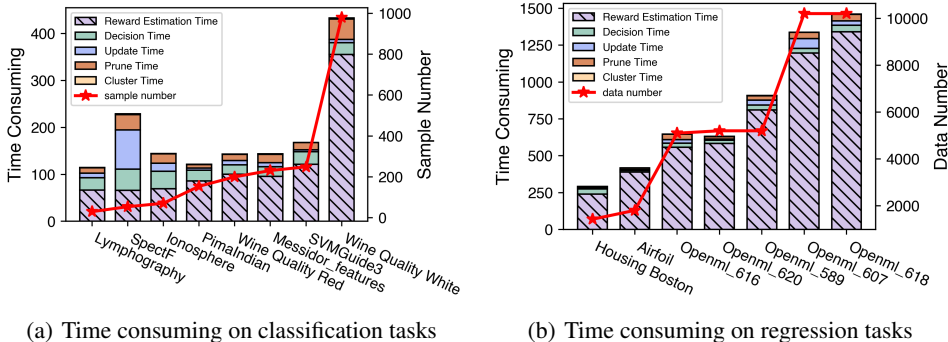 Reward Estimation Time
Decision Time
Update Time
Prune Time
Cluster Time
sample number
Time Consuming
400
300
200
100
0
Sample Number
1000
800
600
400
200
0
Lymphography
SpectF
Ionosphere
PimaIndian
Wine Quality Red
Messidor_features
SVMGuide3
Wine Quality White
(a) Time consuming on classification tasks
Reward Estimation Time
Decision Time
Update Time
Prune Time
Cluster Time
data number
Time Consuming
1500
1250
1000
750
500
250
0
Data Number
10000
8000
6000
4000
2000
Housing Boston
Airfoil
Openml_616
Openml_620
Openml_589
Openml_607
Openml_618
(b) Time consuming on regression tasks